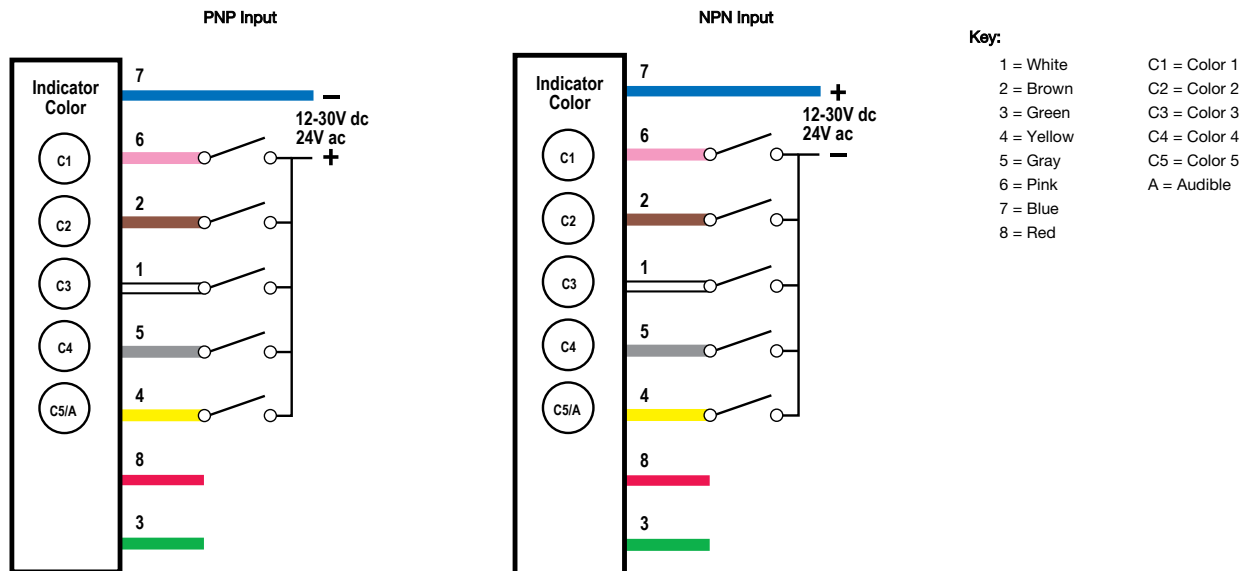 PNP Input
Indicator
Color
7
–
12-30V dc
24V ac
+
C1
6
C2
2
C3
1
C4
5
C5/A
4
8
3
NPN Input
Indicator
Color
7
+
12-30V dc
24V ac
–
C1
6
C2
2
C3
1
C4
5
C5/A
4
8
3
Key:
1 = White
2 = Brown
3 = Green
4 = Yellow
5 = Gray
6 = Pink
7 = Blue
8 = Red
C1 = Color 1
C2 = Color 2
C3 = Color 3
C4 = Color 4
C5 = Color 5
A = Audible